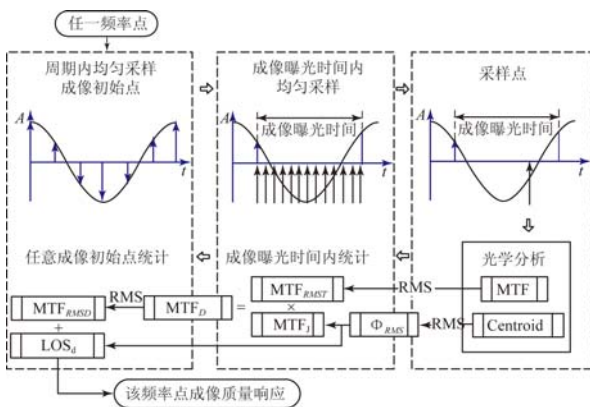 任一频率点
周期内均匀采样
成像初始点
A
t
成像曝光时间内
均匀采样
A
成像曝光时间
t
采样点
A
成像曝光时间
t
任意成像初始点统计
成像曝光时间内统计
光学分析
MTF
Centroid
RMS
RMS
MTF_RMST
×
MTF_J
Φ_RMS
=
MTF_D
RMS
MTF_RMSD
+
LOS_d
该频率点成像质量响应